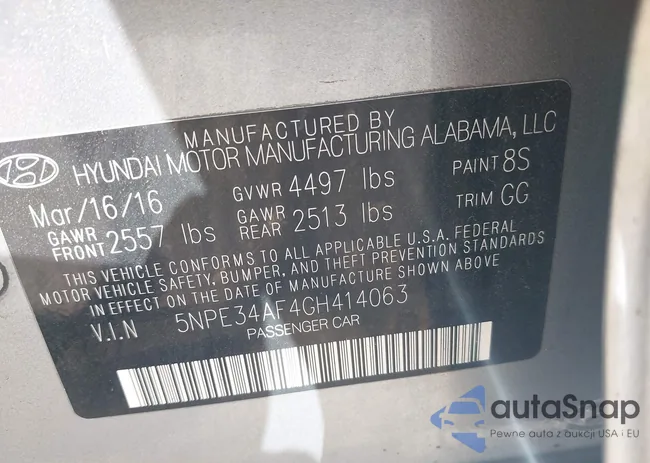 MANUFACTURED BY
HYUNDAI MOTOR MANUFACTURING ALABAMA, LLC
Mar/16/16 GVWR 4497 lbs PAINT 8S
GAWR FRONT 2557 lbs GAWR REAR 2513 lbs TRIM GG
THIS VEHICLE CONFORMS TO ALL APPLICABLE U.S.A. FEDERAL
MOTOR VEHICLE SAFETY, BUMPER, AND THEFT PREVENTION STANDARDS
IN EFFECT ON THE DATE OF MANUFACTURE SHOWN ABOVE
V.I.N 5NPE34AF4GH414063
PASSENGER CAR
autaSnap
Pewne auta z aukcji USA i EU